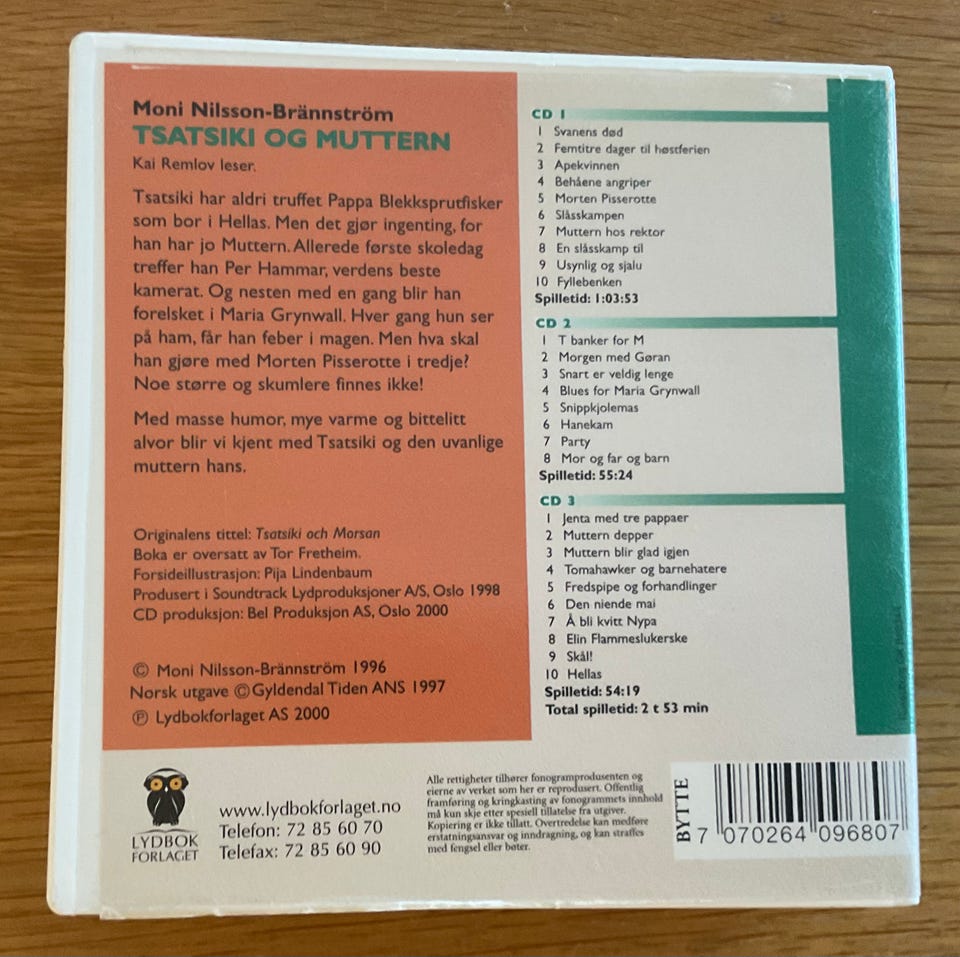 Moni Nilsson-Brännström
TSATSIKI OG MUTTERN
Kai Remlov leser.
Tsatsiki har aldri truffet Pappa Blekksprutfisker
som bor i Hellas. Men det gjør ingenting, for
han har jo Muttern. Allerede første skoledag
treffer han Per Hammar, verdens beste
kamerat. Og nesten med en gang blir han
forelsket i Maria Grynwall. Hver gang hun ser
på ham, får han feber i magen. Men hva skal
han gjøre med Morten Pisserotte i tredje?
Noe større og skumlere finnes ikke!
Med masse humor, mye varme og bittelitt
alvor blir vi kjent med Tsatsiki og den uvanlige
muttern hans.
Originalens tittel: Tsatsiki och Morsan
Boka er oversatt av Tor Fretheim.
Forsideillustrasjon: Pija Lindenbaum
Produsert i Soundtrack Lydproduksjoner A/S, Oslo 1998
CD produksjon: Bel Produksjon AS, Oslo 2000
© Moni Nilsson-Brännström 1996
Norsk utgave © Gyldendal Tiden ANS 1997
℗ Lydbokforlaget AS 2000
CD 1
1 Svanens død
2 Femtitre dager til høstferien
3 Apekvinnen
4 Behåene angriper
5 Morten Pisserotte
6 Slåsskampen
7 Muttern hos rektor
8 En slåsskamp til
9 Usynlig og sjalu
10 Fyllebenken
Spilletid: 1:03:53
CD 2
1 T banker for M
2 Morgen med Gøran
3 Snart er veldig lenge
4 Blues for Maria Grynwall
5 Snippkjolemas
6 Hanekam
7 Party
8 Mor og far og barn
Spilletid: 55:24
CD 3
1 Jenta med tre pappaer
2 Muttern depper
3 Muttern blir glad igjen
4 Tomahawker og barnehatere
5 Fredspipe og forhandlinger
6 Den niende mai
7 Å bli kvitt Nypa
8 Elin Flammeslukerske
9 Skål!
10 Hellas
Spilletid: 54:19
Total spilletid: 2 t 53 min
LYDBOK
FORLAGET
www.lydbokforlaget.no
Telefon: 72 85 60 70
Telefax: 72 85 60 90
Alle rettigheter tilhører fonogramprodusenten og
eierne av verket som her er reprodusert. Offentlig
framføring og kringkasting av fonogrammets innhold
må kun skje etter spesiell tillatelse fra utgiver.
Kopiering er ikke tillatt. Overtredelse kan medføre
erstatningsansvar og inndragning, og kan straffes
med fengsel eller bøter.
BYTTE
7 070264 096807